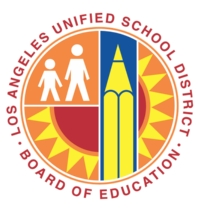 LOS ANGELES UNIFIED SCHOOL DISTRICT
BOARD OF EDUCATION